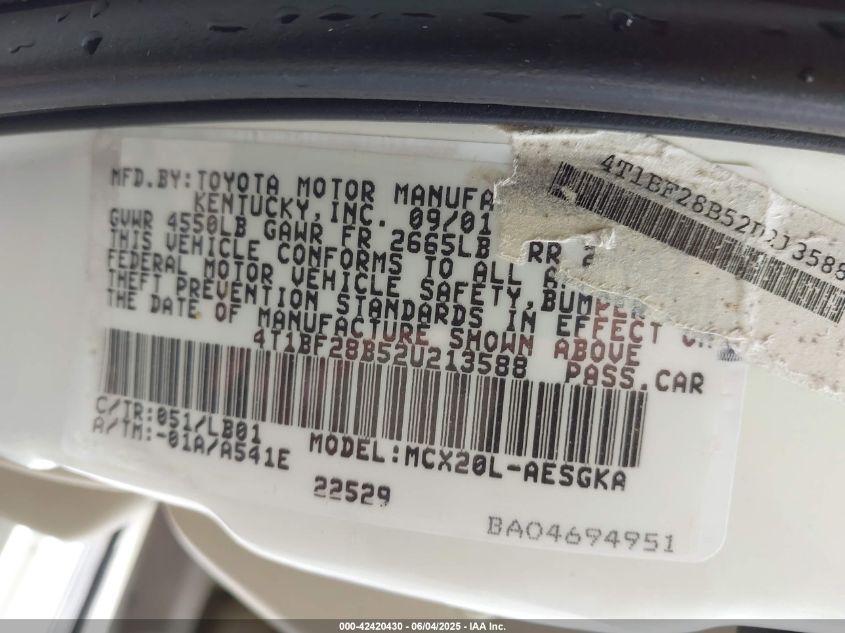 MFD.BY:TOYOTA MOTOR MANUFA
KENTUCKY,INC. 09/01
GVWR 4550LB GAWR FR 2665LB RR
THIS VEHICLE CONFORMS TO ALL A
FEDERAL MOTOR VEHICLE SAFETY,BUMPER
THEFT PREVENTION STANDARDS IN EFFECT
THE DATE OF MANUFACTURE SHOWN ABOVE
4T1BF28B52U213588 PASS.CAR
C/TR:051/LB01
A/TM:-01A/A541E MODEL:MCX20L-AESGKA
22529
BA04694951
000-42420430 - 06/04/2025 - IAA Inc.